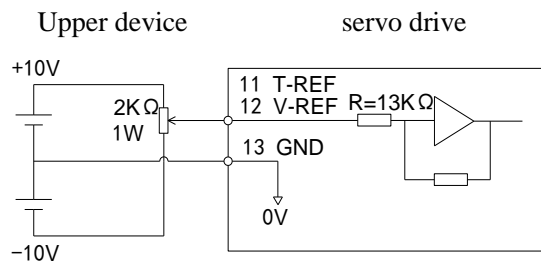 Upper device
servo drive
+10V
11 T-REF
2KΩ
12 V-REF
R=13KΩ
1W
13 GND
0V
−10V